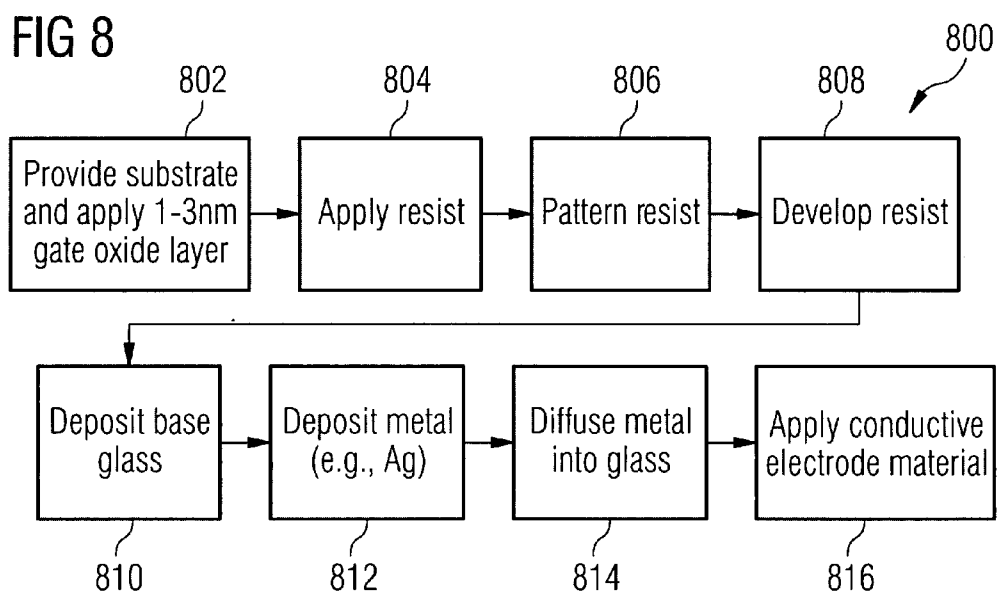 FIG 8
800
802
804
806
808
Provide substrate
and apply 1-3nm
gate oxide layer
Apply resist
Pattern resist
Develop resist
Deposit base
glass
Deposit metal
(e.g., Ag)
Diffuse metal
into glass
Apply conductive
electrode material
810
812
814
816